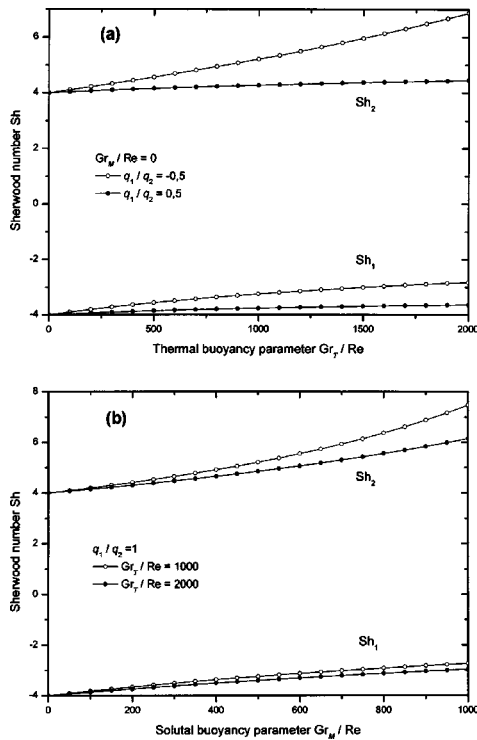 (a)
6
4
2
0
-2
-4
Sherwood number Sh
Sh2
GrM / Re = 0
q1 / q2 = -0,5
q1 / q2 = 0,5
Sh1
0 500 1000 1500 2000
Thermal buoyancy parameter GrT / Re
(b)
8
6
4
2
0
-2
-4
Sherwood number Sh
Sh2
q1 / q2 =1
GrT / Re = 1000
GrT / Re = 2000
Sh1
0 200 400 600 800 1000
Solutal buoyancy parameter GrM / Re